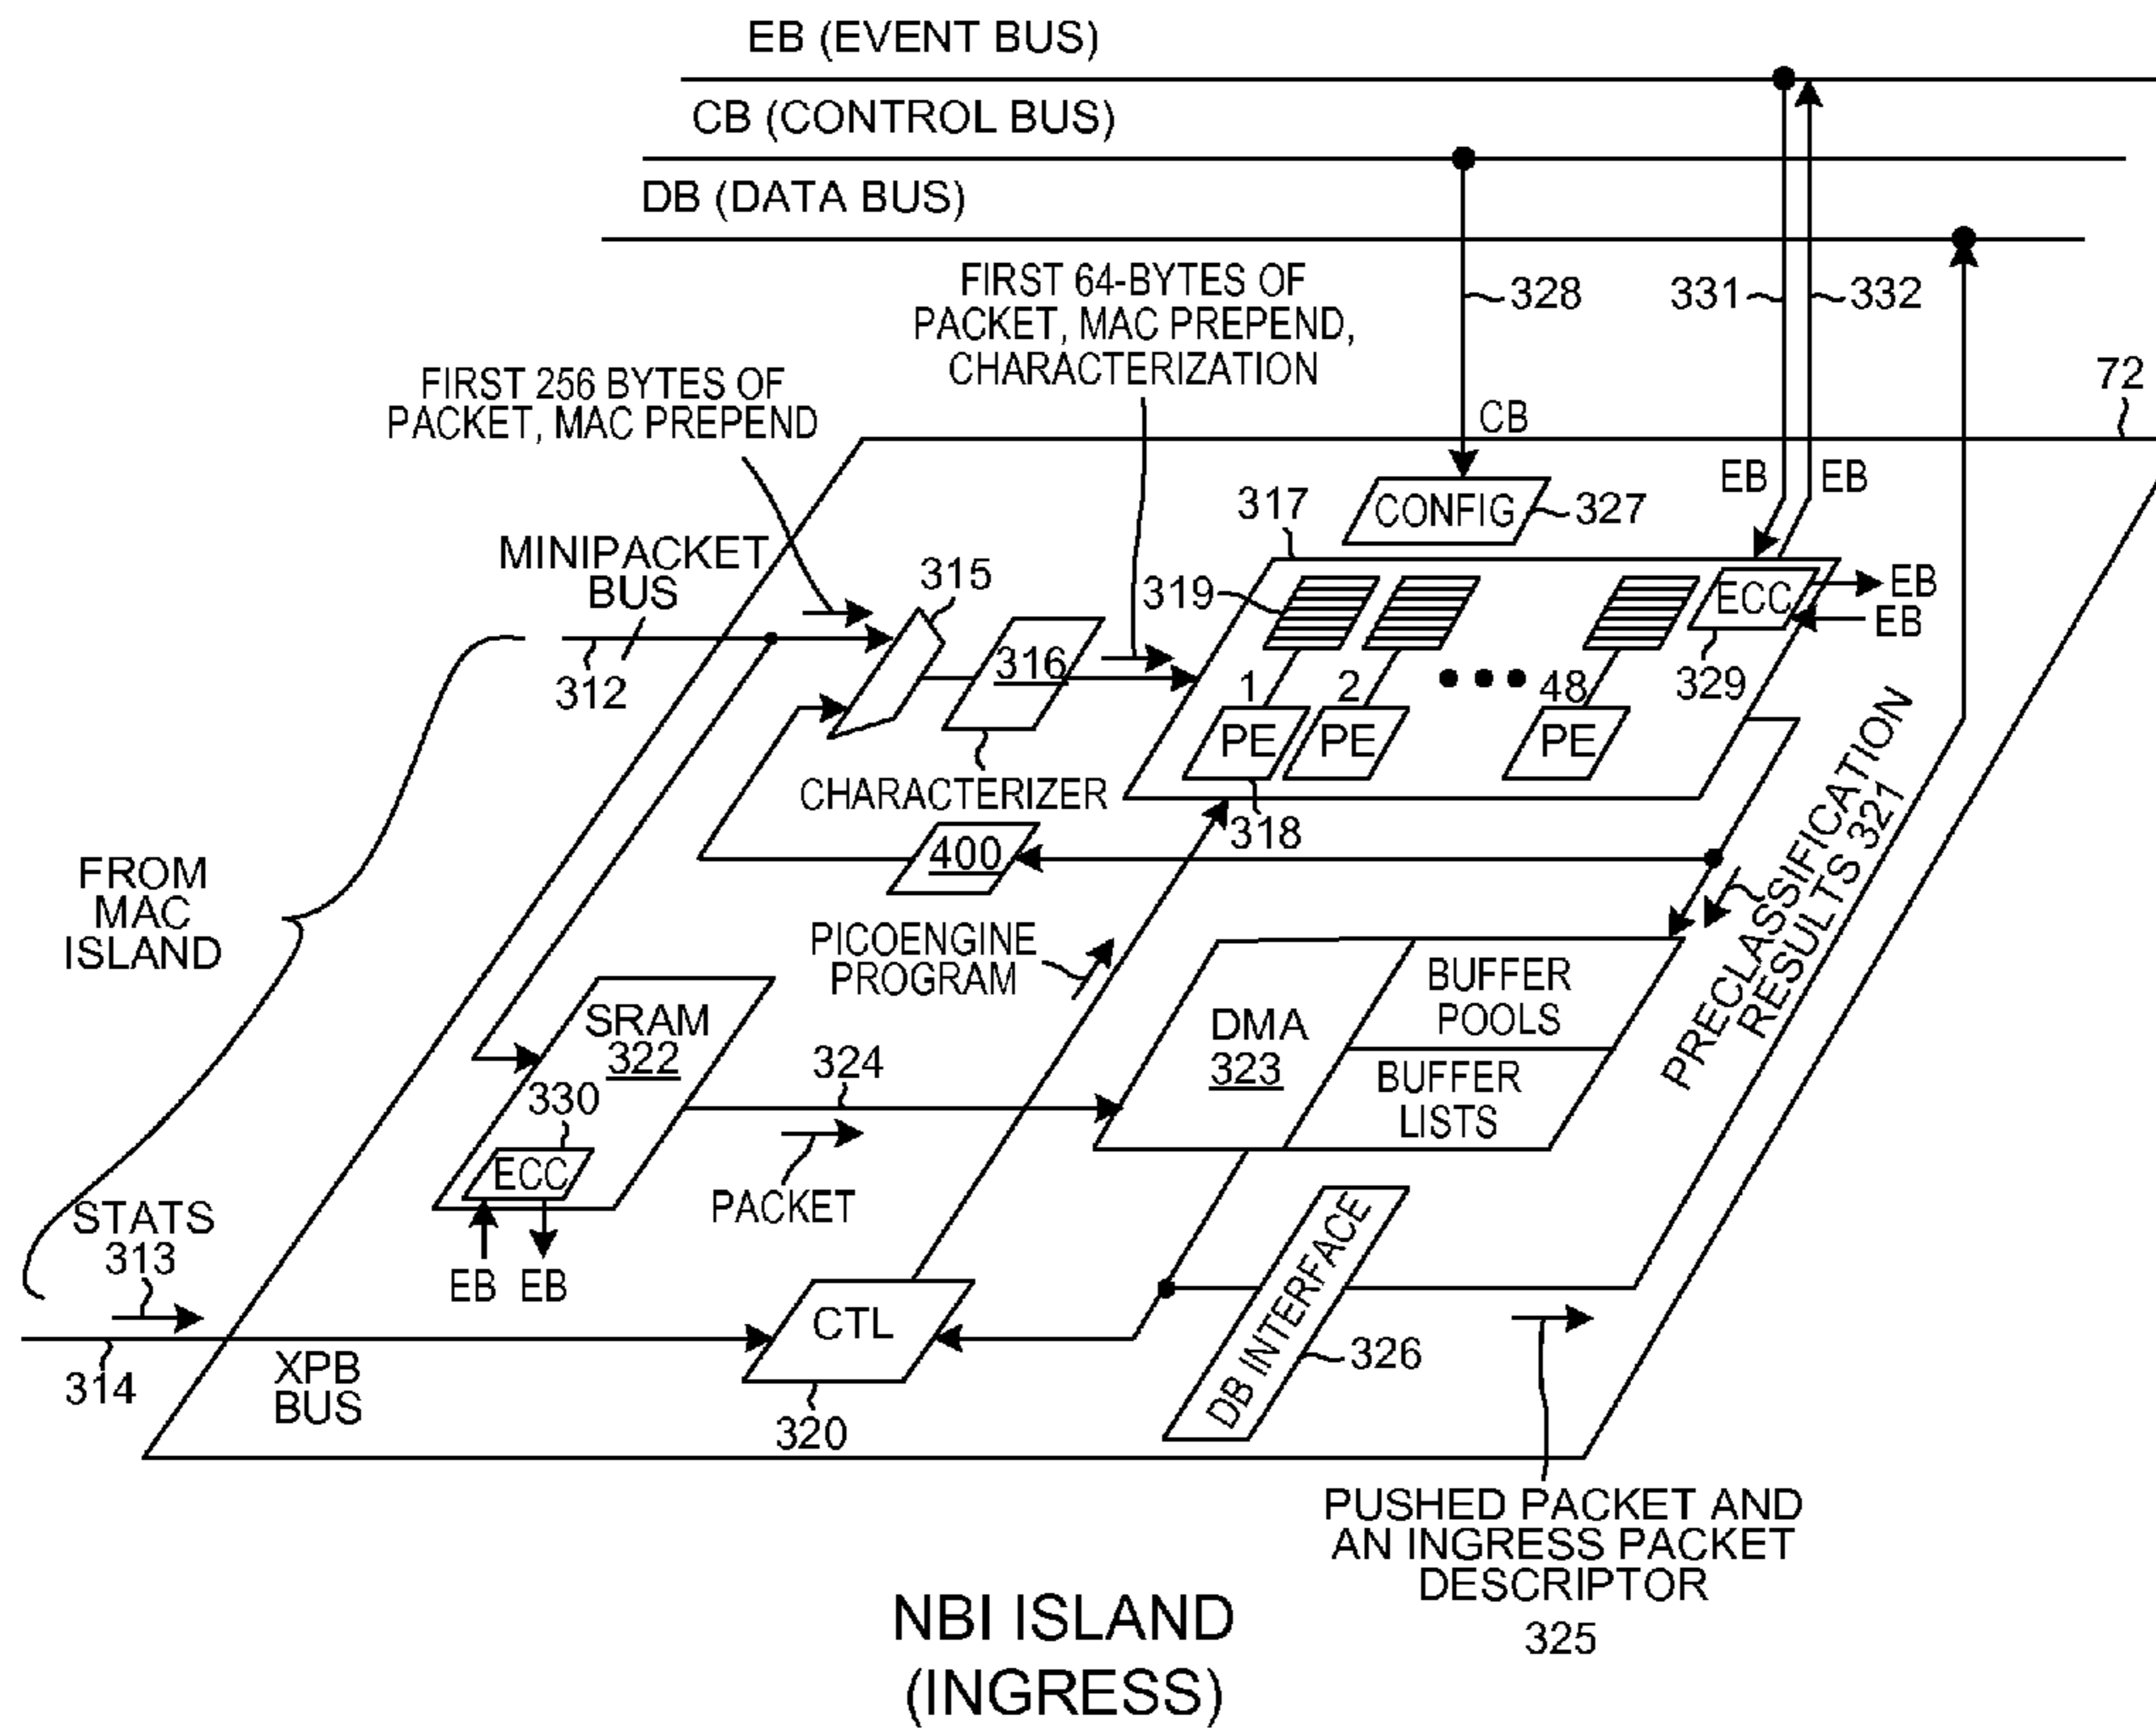 EB (EVENT BUS)
CB (CONTROL BUS)
DB (DATA BUS)
FIRST 64-BYTES OF
PACKET, MAC PREPEND,
CHARACTERIZATION
328
331
332
FIRST 256 BYTES OF
PACKET, MAC PREPEND
72
CB
EB
EB
CONFIG
327
317
MINIPACKET
BUS
315
319
ECC
EB
EB
312
316
1
2
48
329
PE
PE
PE
CHARACTERIZER
318
400
PRECLASSIFICATION
RESULTS 321
FROM
MAC
ISLAND
PICOENGINE
PROGRAM
SRAM
322
324
DMA
323
BUFFER
POOLS
BUFFER
LISTS
330
ECC
PACKET
EB
EB
STATS
313
CTL
DB INTERFACE
326
314
XPB
BUS
320
PUSHED PACKET AND
AN INGRESS PACKET
DESCRIPTOR
325
NBI ISLAND
(INGRESS)